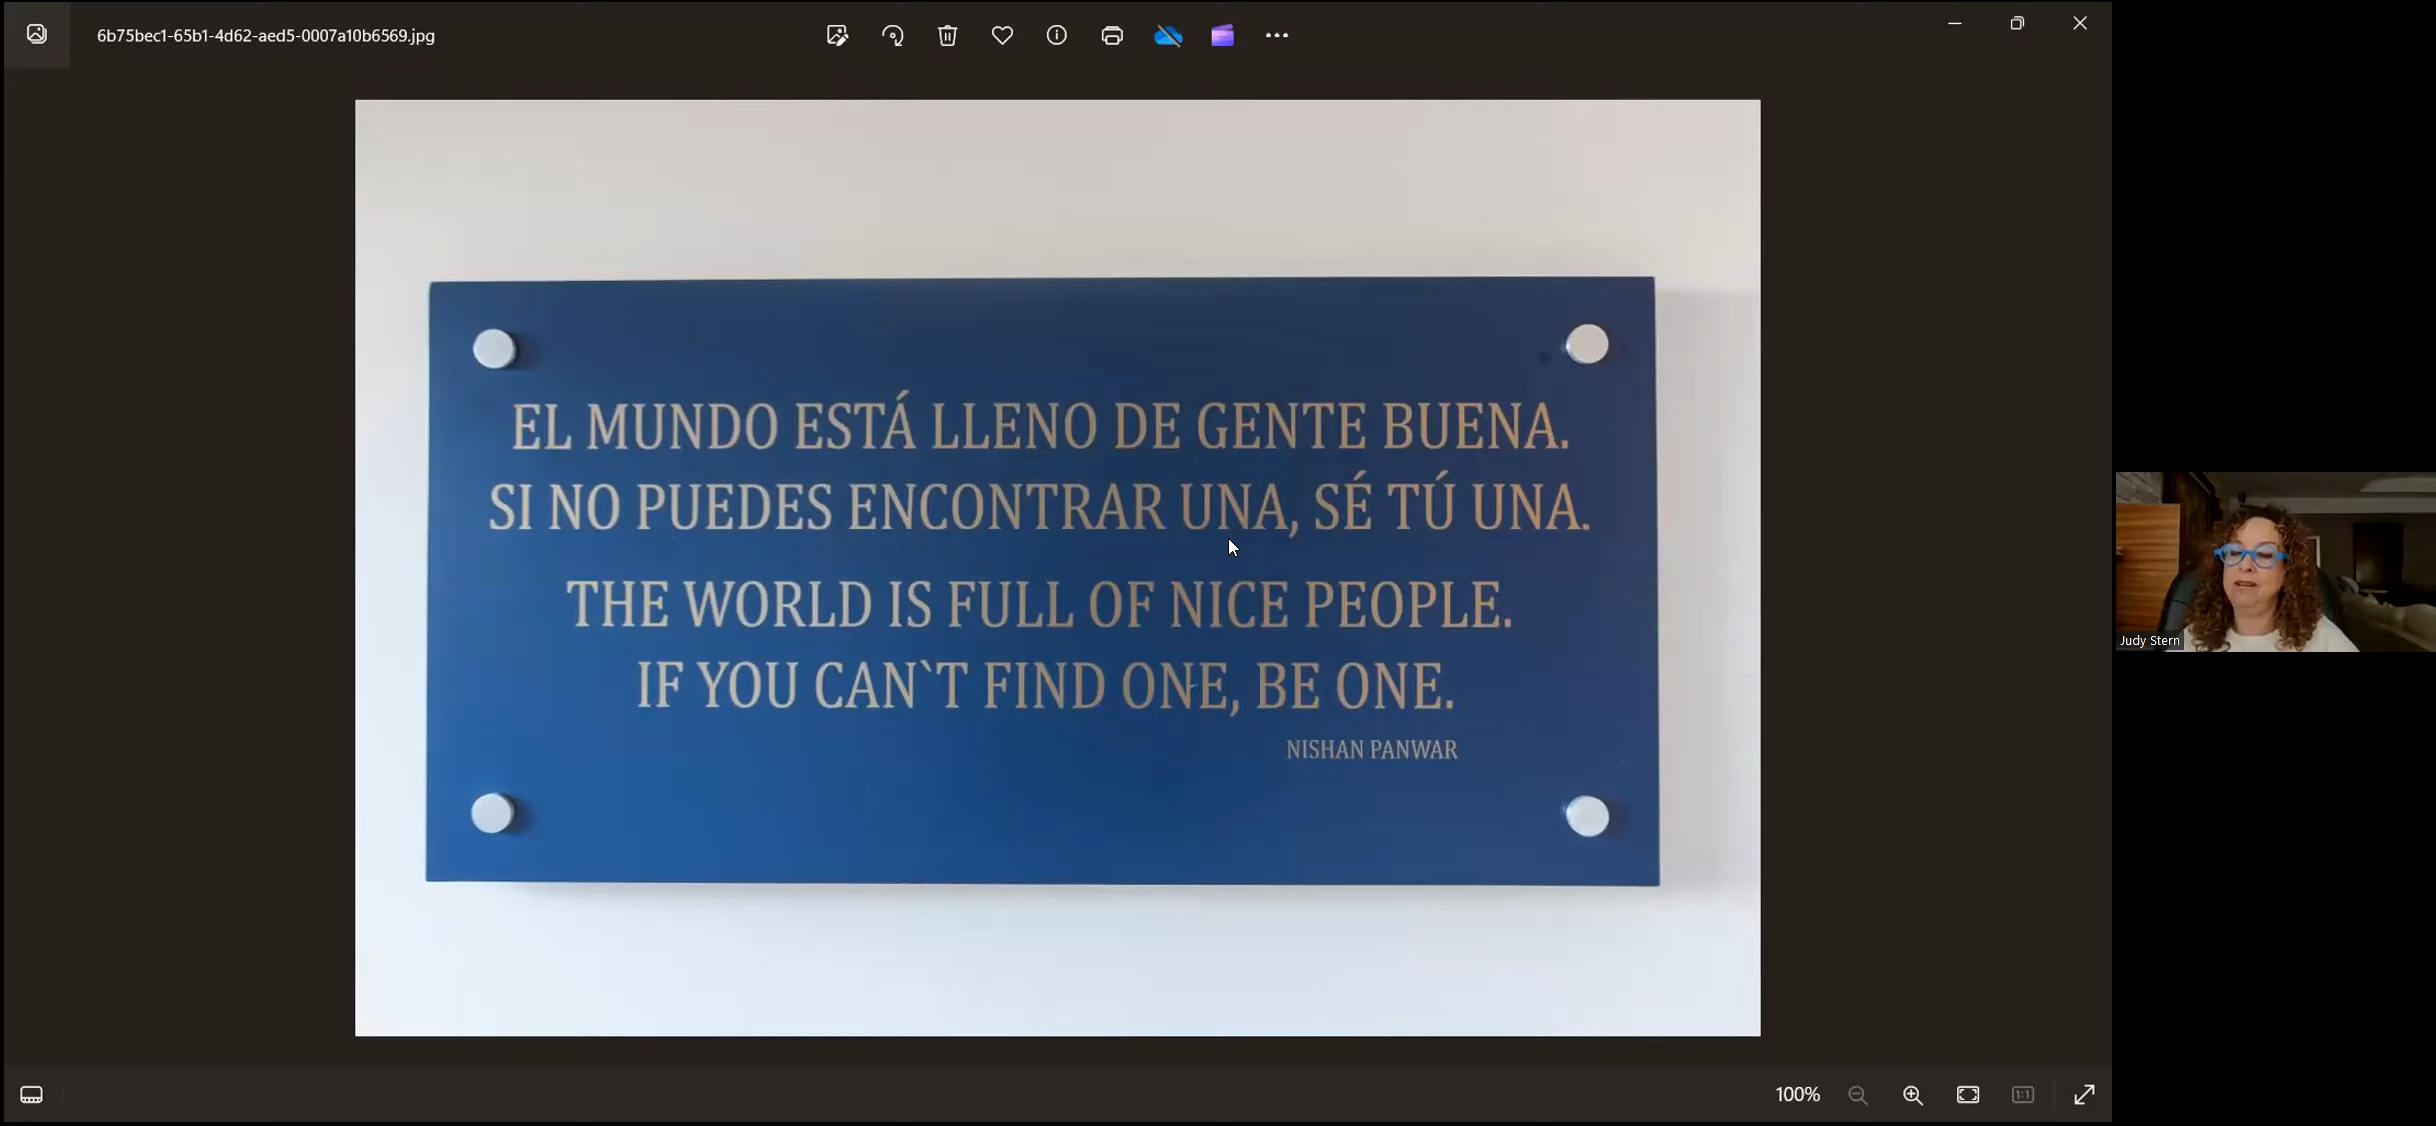 6b75bec1-65b1-4d62-aed5-0007a10b6569.jpg
EL MUNDO ESTÁ LLENO DE GENTE BUENA.
SI NO PUEDES ENCONTRAR UNA, SÉ TÚ UNA.
THE WORLD IS FULL OF NICE PEOPLE.
IF YOU CAN`T FIND ONE, BE ONE.
NISHAN PANWAR
Judy Stern
100%
1:1